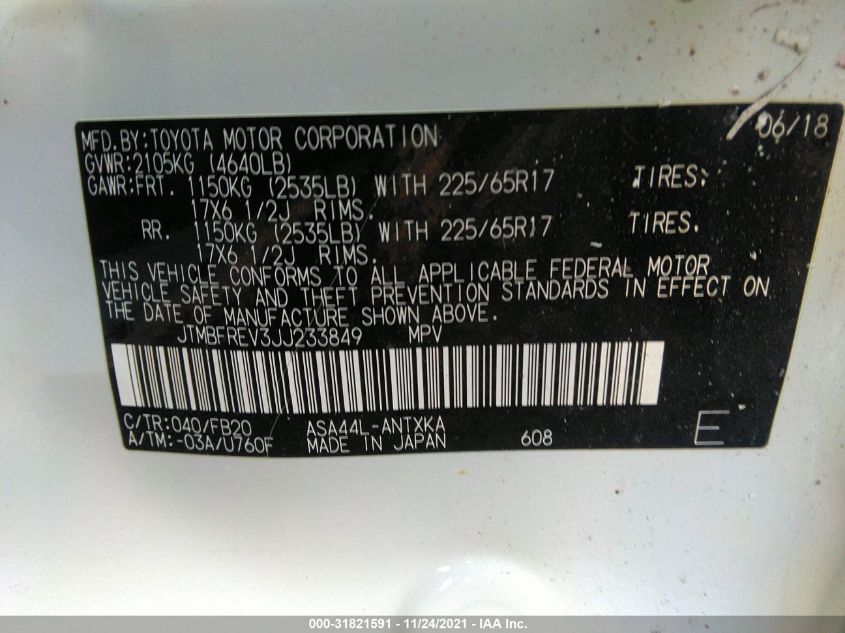 MFD.BY:TOYOTA MOTOR CORPORATION 06/18
GVWR:2105KG (4640LB)
GAWR:FRT. 1150KG (2535LB) WITH 225/65R17 TIRES:
17X6 1/2J RIMS.
RR. 1150KG (2535LB) WITH 225/65R17 TIRES.
17X6 1/2J RIMS.
THIS VEHICLE CONFORMS TO ALL APPLICABLE FEDERAL MOTOR
VEHICLE SAFETY AND THEFT PREVENTION STANDARDS IN EFFECT ON
THE DATE OF MANUFACTURE SHOWN ABOVE.
JTMBFREV3JJ233849 MPV
C/TR:040/FB20 ASA44L-ANTXKA
A/TM:-03A/U760F MADE IN JAPAN 608 E
000-31821591 - 11/24/2021 - IAA Inc.